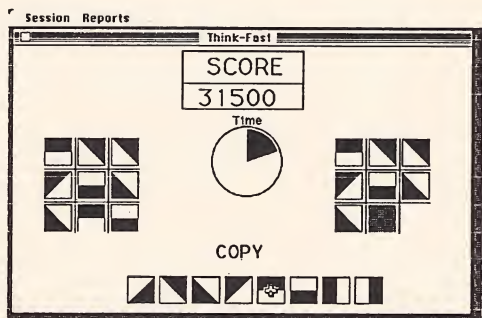 Session Reports
Think-Fast
SCORE
31500
Time
COPY